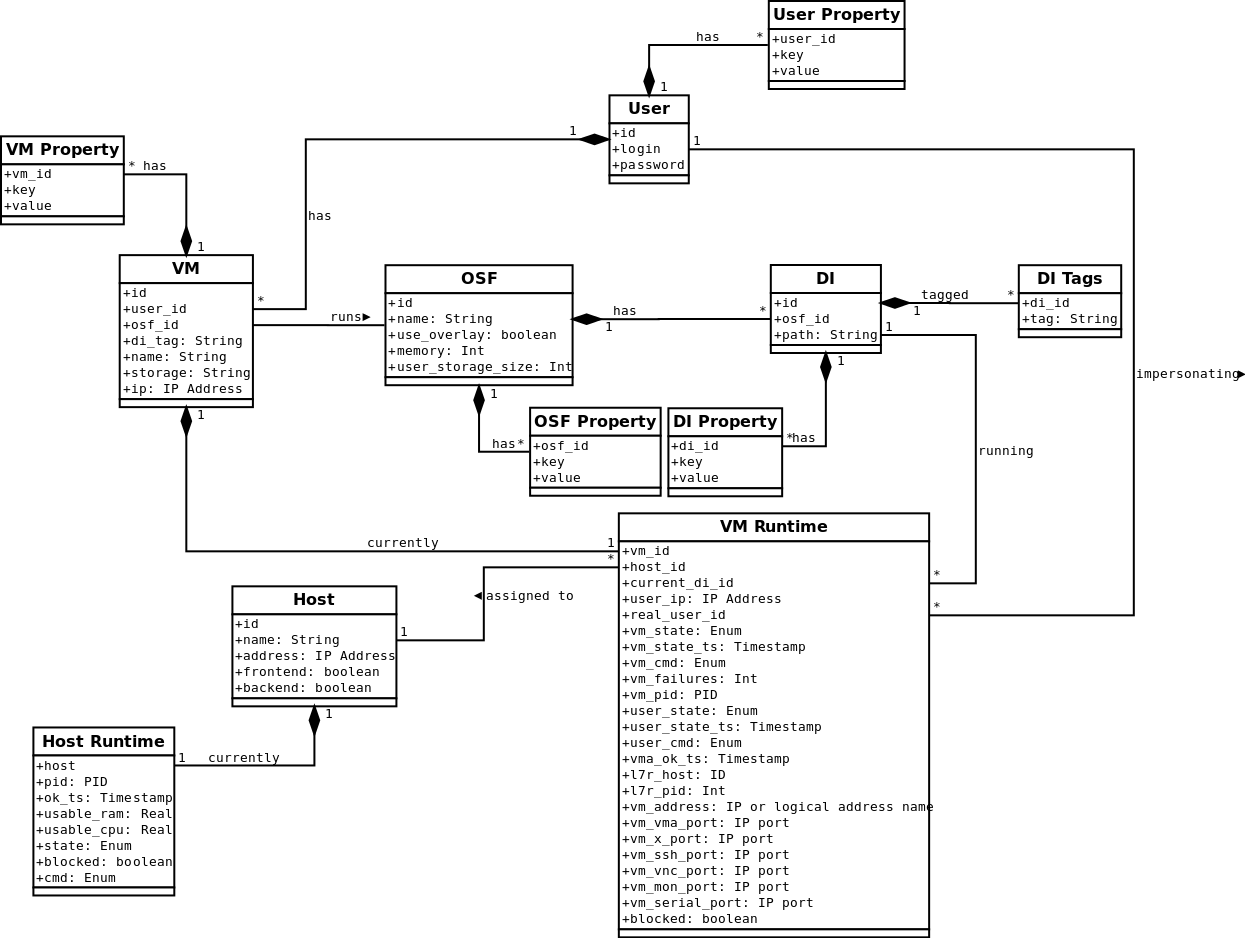 User Property
+user_id
+key
+value
has
*
1
User
+id
+login
+password
1
1
VM Property
+vm_id
+key
+value
* has
1
has
VM
+id
+user_id
+osf_id
+di_tag: String
+name: String
+storage: String
+ip: IP Address
*
runs►
1
OSF
+id
+name: String
+use_overlay: boolean
+memory: Int
+user_storage_size: Int
has
1
*
1
DI
+id
+osf_id
+path: String
tagged
1
*
1
1
DI Tags
+di_id
+tag: String
impersonating►
OSF Property
+osf_id
+key
+value
has*
DI Property
+di_id
+key
+value
*has
running
currently
1
*
VM Runtime
+vm_id
+host_id
+current_di_id
+user_ip: IP Address
+real_user_id
+vm_state: Enum
+vm_state_ts: Timestamp
+vm_cmd: Enum
+vm_failures: Int
+vm_pid: PID
+user_state: Enum
+user_state_ts: Timestamp
+user_cmd: Enum
+vma_ok_ts: Timestamp
+l7r_host: ID
+l7r_pid: Int
+vm_address: IP or logical address name
+vm_vma_port: IP port
+vm_x_port: IP port
+vm_ssh_port: IP port
+vm_vnc_port: IP port
+vm_mon_port: IP port
+vm_serial_port: IP port
+blocked: boolean
*
*
◄assigned to
Host
+id
+name: String
+address: IP Address
+frontend: boolean
+backend: boolean
1
1
Host Runtime
+host
+pid: PID
+ok_ts: Timestamp
+usable_ram: Real
+usable_cpu: Real
+state: Enum
+blocked: boolean
+cmd: Enum
1
currently